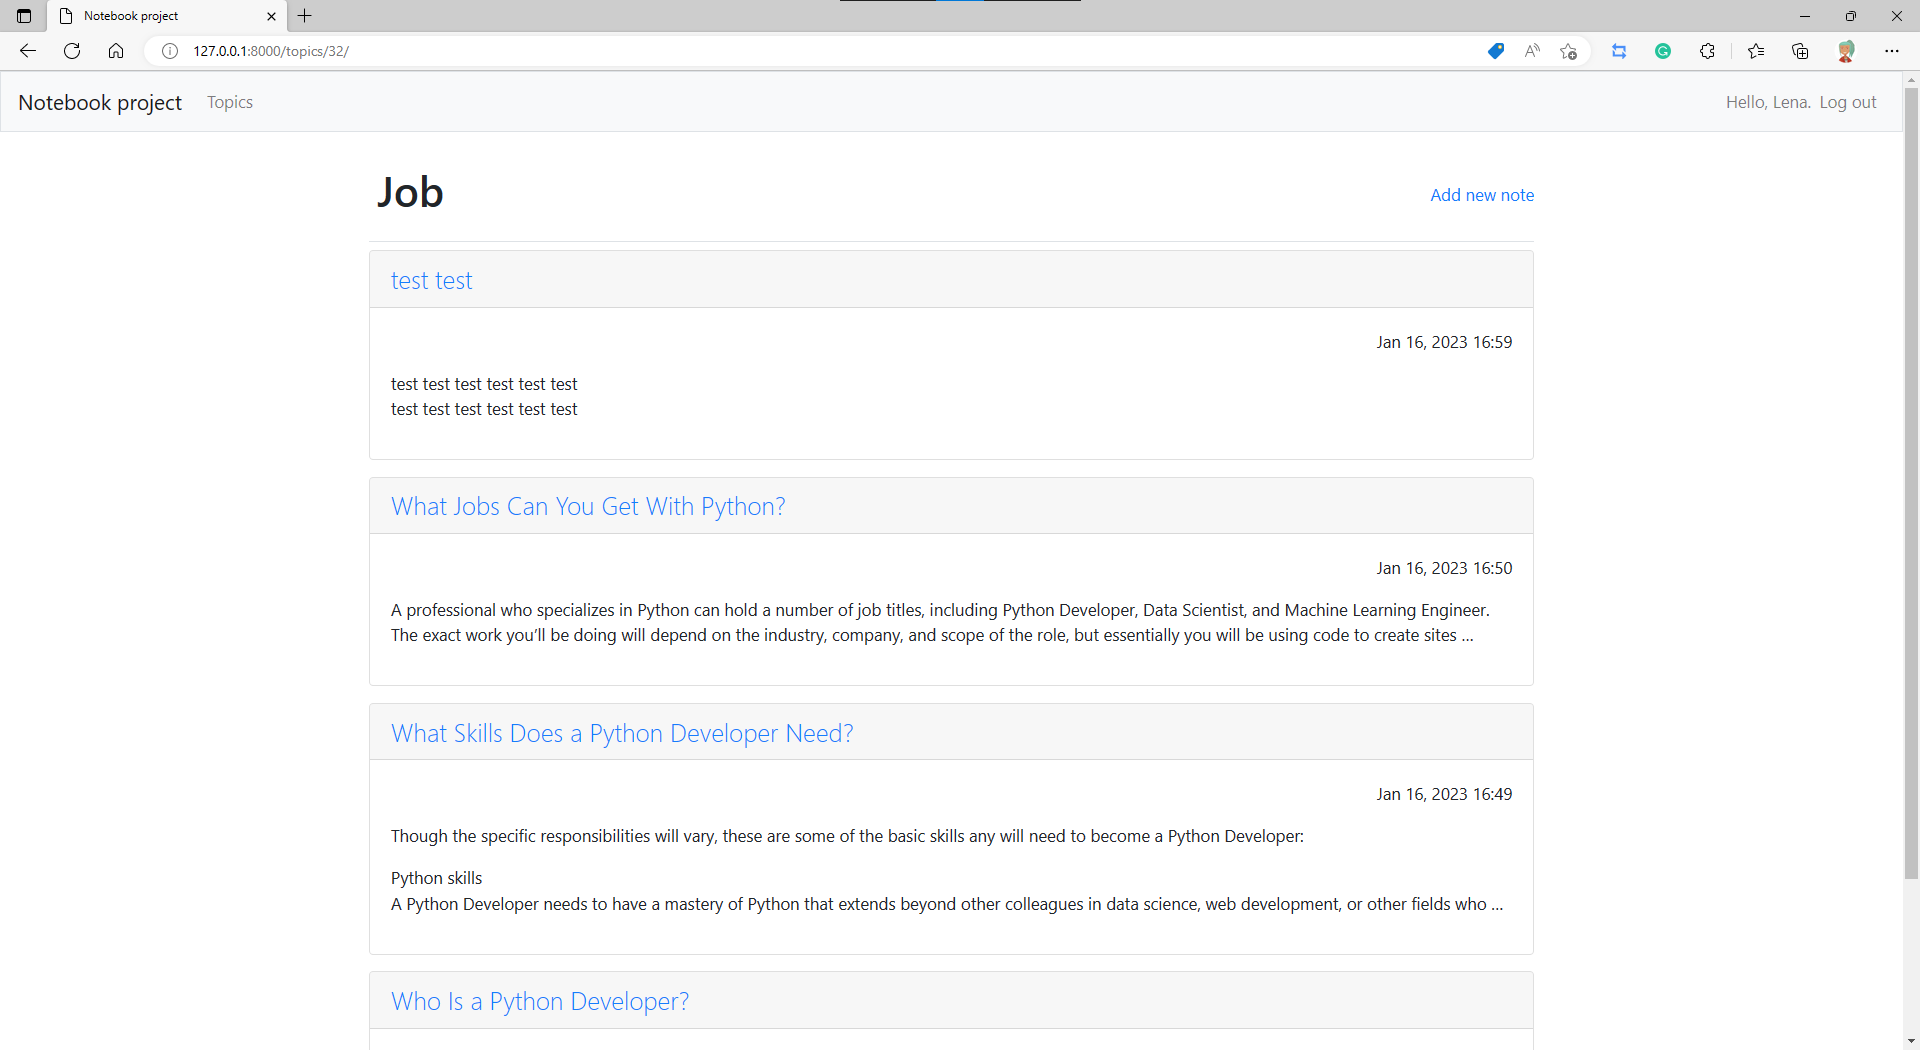 Notebook project
127.0.0.1:8000/topics/32/
Notebook project Topics Hello, Lena. Log out
Job
Add new note
test test
Jan 16, 2023 16:59
test test test test test test
test test test test test test
What Jobs Can You Get With Python?
Jan 16, 2023 16:50
A professional who specializes in Python can hold a number of job titles, including Python Developer, Data Scientist, and Machine Learning Engineer.
The exact work you’ll be doing will depend on the industry, company, and scope of the role, but essentially you will be using code to create sites ...
What Skills Does a Python Developer Need?
Jan 16, 2023 16:49
Though the specific responsibilities will vary, these are some of the basic skills any will need to become a Python Developer:
Python skills
A Python Developer needs to have a mastery of Python that extends beyond other colleagues in data science, web development, or other fields who ...
Who Is a Python Developer?